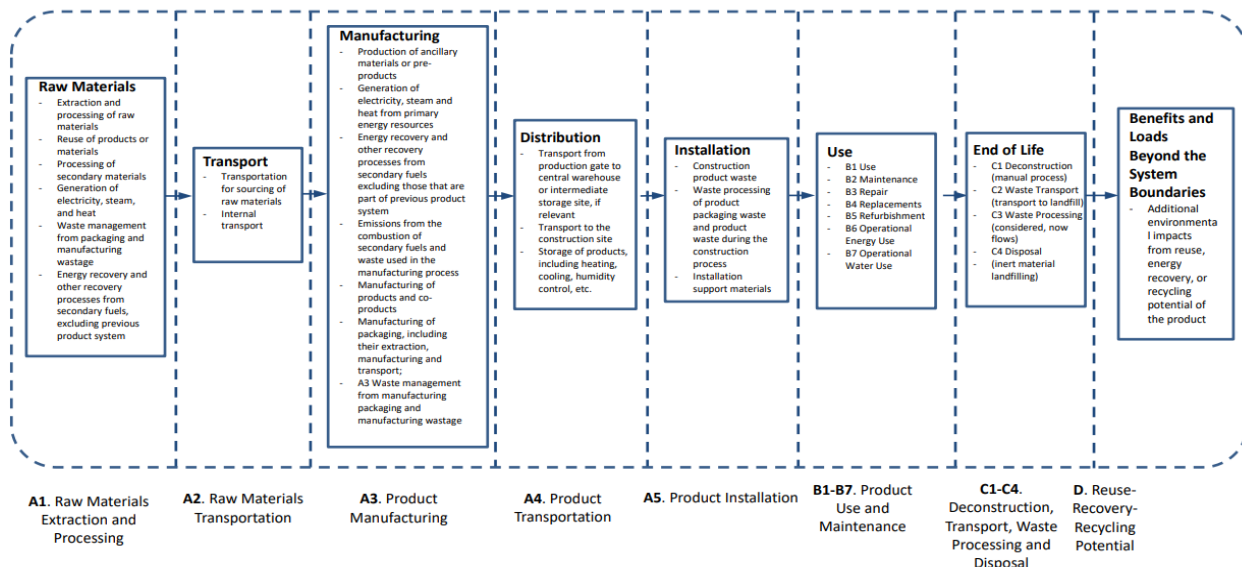 Raw Materials
- Extraction and
processing of raw
materials
- Reuse of products or
materials
- Processing of
secondary materials
- Generation of
electricity, steam,
and heat
- Waste management
from packaging and
manufacturing
wastage
- Energy recovery and
other recovery
processes from
secondary fuels,
excluding previous
product system
Transport
- Transportation
for sourcing of
raw materials
- Internal
transport
Manufacturing
- Production of ancillary
materials or pre-
products
- Generation of
electricity, steam and
heat from primary
energy resources
- Energy recovery and
other recovery
processes from
secondary fuels
excluding those that are
part of previous product
system
- Emissions from the
combustion of
secondary fuels and
waste used in the
manufacturing process
- Manufacturing of
products and co-
products
- Manufacturing of
packaging, including
their extraction,
manufacturing and
transport;
- A3 Waste management
from manufacturing
packaging and
manufacturing wastage
Distribution
- Transport from
production gate to
central warehouse
or intermediate
storage site, if
relevant
- Transport to the
construction site
- Storage of products,
including heating,
cooling, humidity
control, etc.
Installation
- Construction
product waste
- Waste processing
of product
packaging waste
and product
waste during the
construction
process
- Installation
support materials
Use
- B1 Use
- B2 Maintenance
- B3 Repair
- B4 Replacements
- B5 Refurbishment
- B6 Operational
Energy Use
- B7 Operational
Water Use
End of Life
- C1 Deconstruction
(manual process)
- C2 Waste Transport
(transport to landfill)
- C3 Waste Processing
(considered, now
flows)
- C4 Disposal
- (inert material
landfilling)
Benefits and
Loads
Beyond the
System
Boundaries
- Additional
environmenta
l impacts
from reuse,
energy
recovery, or
recycling
potential of
the product
A1. Raw Materials
Extraction and
Processing
A2. Raw Materials
Transportation
A3. Product
Manufacturing
A4. Product
Transportation
A5. Product Installation
B1-B7. Product
Use and
Maintenance
C1-C4.
Deconstruction,
Transport, Waste
Processing and
Disposal
D. Reuse-
Recovery-
Recycling
Potential